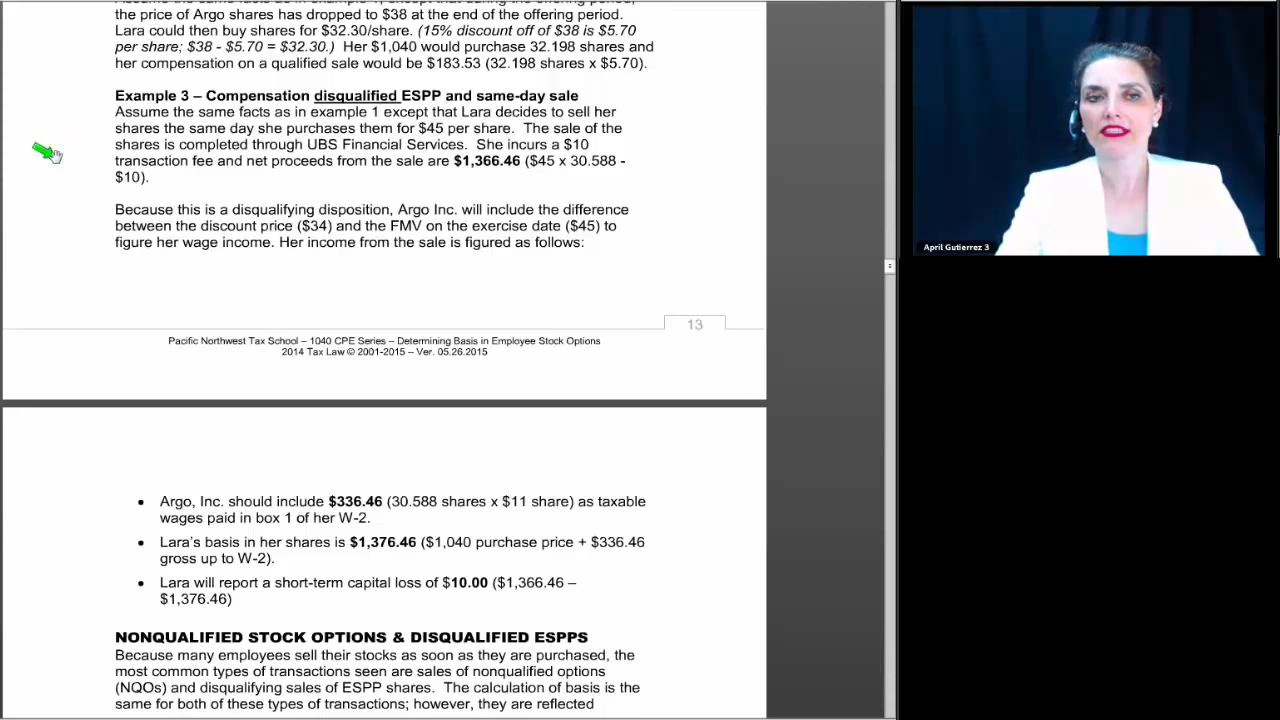 Assume the same facts as in example 1, except that during the offering period,
the price of Argo shares has dropped to $38 at the end of the offering period.
Lara could then buy shares for $32.30/share. (15% discount off of $38 is $5.70
per share; $38 - $5.70 = $32.30.) Her $1,040 would purchase 32.198 shares and
her compensation on a qualified sale would be $183.53 (32.198 shares x $5.70).
Example 3 – Compensation disqualified ESPP and same-day sale
Assume the same facts as in example 1 except that Lara decides to sell her
shares the same day she purchases them for $45 per share. The sale of the
shares is completed through UBS Financial Services. She incurs a $10
transaction fee and net proceeds from the sale are $1,366.46 ($45 x 30.588 -
$10).
Because this is a disqualifying disposition, Argo Inc. will include the difference
between the discount price ($34) and the FMV on the exercise date ($45) to
figure her wage income. Her income from the sale is figured as follows:
13
Pacific Northwest Tax School – 1040 CPE Series – Determining Basis in Employee Stock Options
2014 Tax Law © 2001-2015 – Ver. 05.26.2015
• Argo, Inc. should include $336.46 (30.588 shares x $11 share) as taxable
wages paid in box 1 of her W-2.
• Lara's basis in her shares is $1,376.46 ($1,040 purchase price + $336.46
gross up to W-2).
• Lara will report a short-term capital loss of $10.00 ($1,366.46 –
$1,376.46)
NONQUALIFIED STOCK OPTIONS & DISQUALIFIED ESPPS
Because many employees sell their stocks as soon as they are purchased, the
most common types of transactions seen are sales of nonqualified options
(NQOs) and disqualifying sales of ESPP shares. The calculation of basis is the
same for both of these types of transactions; however, they are reflected
April Gutierrez 3